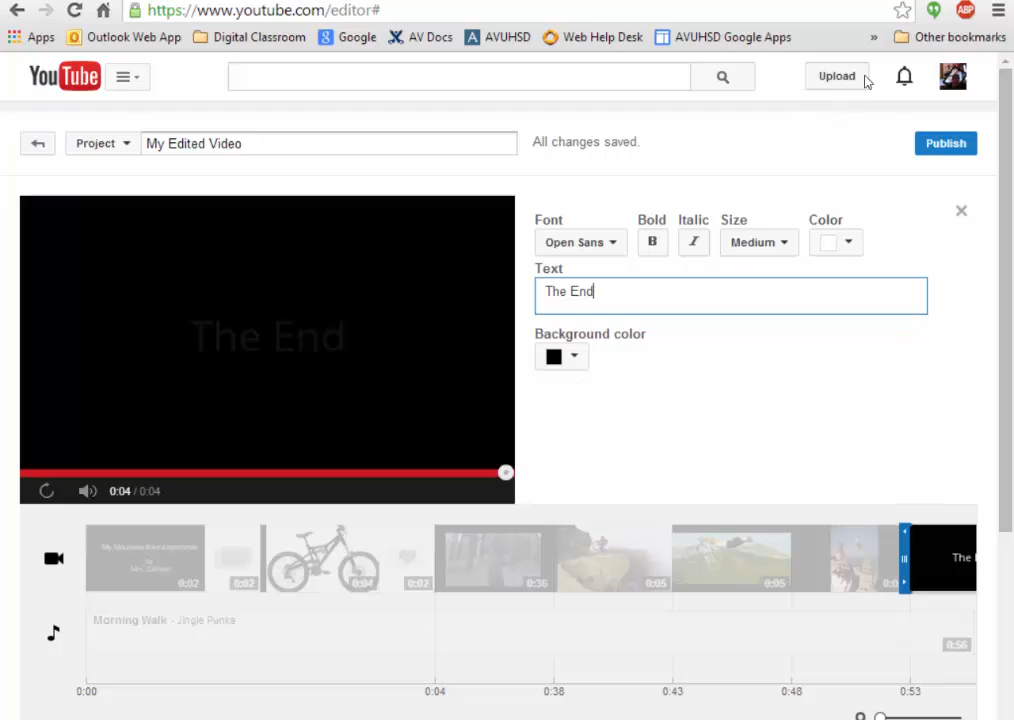 https://www.youtube.com/editor#
ABP
Apps Outlook Web App Digital Classroom Google AV Docs AVUHSD Web Help Desk AVUHSD Google Apps » Other bookmarks
YouTube Upload
Project My Edited Video All changes saved. Publish
Font Bold Italic Size Color
Open Sans B I Medium
Text
The End
Background color
The End
0:04 / 0:04
0:02 0:02 0:04 0:02 0:36 0:05 0:05
The
Morning Walk - Jingle Punks
0:56
0:00 0:04 0:38 0:43 0:48 0:53